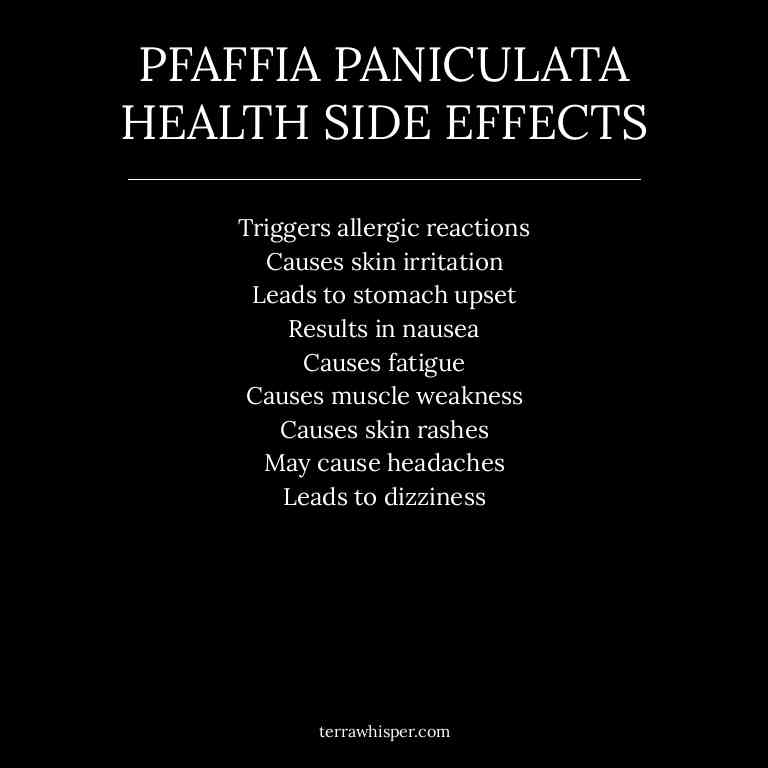 PFAFFIA PANICULATA
HEALTH SIDE EFFECTS
Triggers allergic reactions
Causes skin irritation
Leads to stomach upset
Results in nausea
Causes fatigue
Causes muscle weakness
Causes skin rashes
May cause headaches
Leads to dizziness
terrawhisper.com